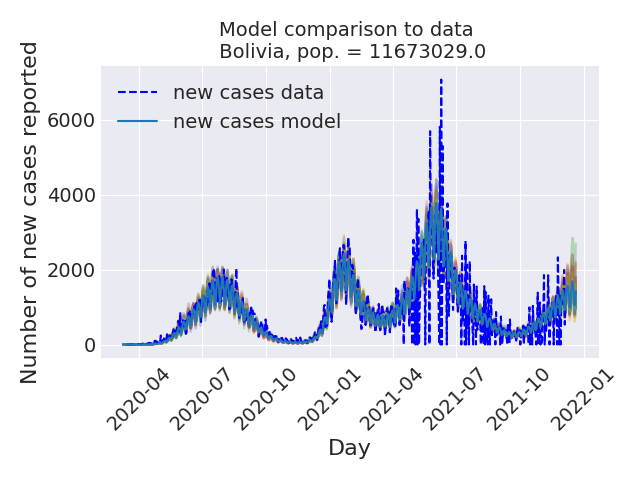 Model comparison to data
Bolivia, pop. = 11673029.0
Number of new cases reported
6000
4000
2000
0
new cases data
new cases model
2020-04
2020-07
2020-10
2021-01
2021-04
2021-07
2021-10
2022-01
Day